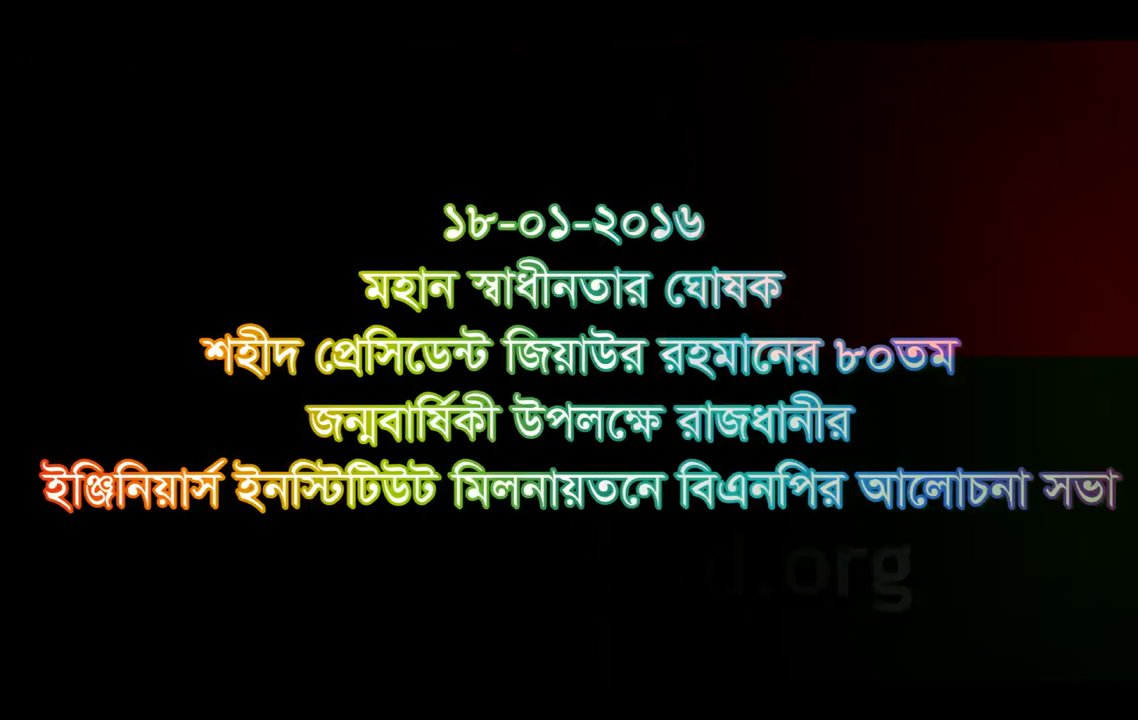 ১৮-০১-২০১৬
মহান স্বাধীনতার ঘোষক
শহীদ প্রেসিডেন্ট জিয়াউর রহমানের ৮০তম
জন্মবার্ষিকী উপলক্ষে রাজধানীর
ইঞ্জিনিয়ার্স ইনস্টিটিউট মিলনায়তনে বিএনপির আলোচনা সভা
d.org